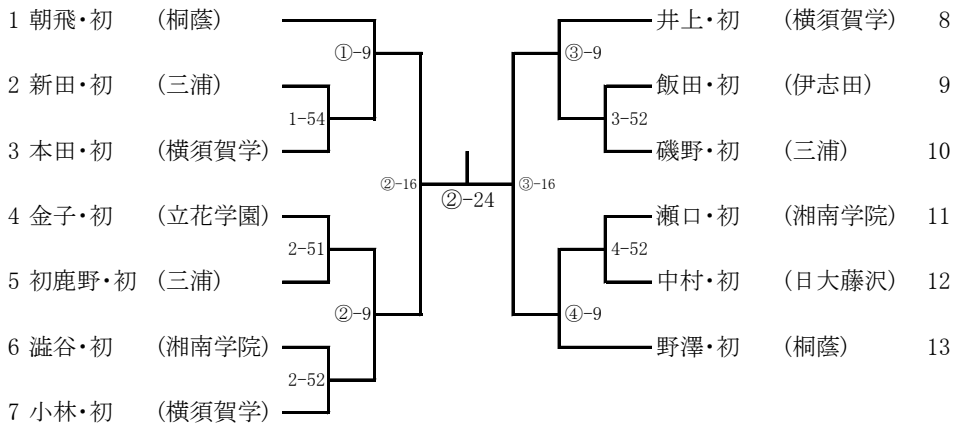 1 朝飛・初 (桐蔭)
①-9
2 新田・初 (三浦)
1-54
3 本田・初 (横須賀学)
②-16
4 金子・初 (立花学園)
2-51
5 初鹿野・初 (三浦)
②-9
6 澁谷・初 (湘南学院)
2-52
7 小林・初 (横須賀学)
②-24
井上・初 (横須賀学) 8
③-9
飯田・初 (伊志田) 9
3-52
磯野・初 (三浦) 10
③-16
瀬口・初 (湘南学院) 11
4-52
中村・初 (日大藤沢) 12
④-9
野澤・初 (桐蔭) 13